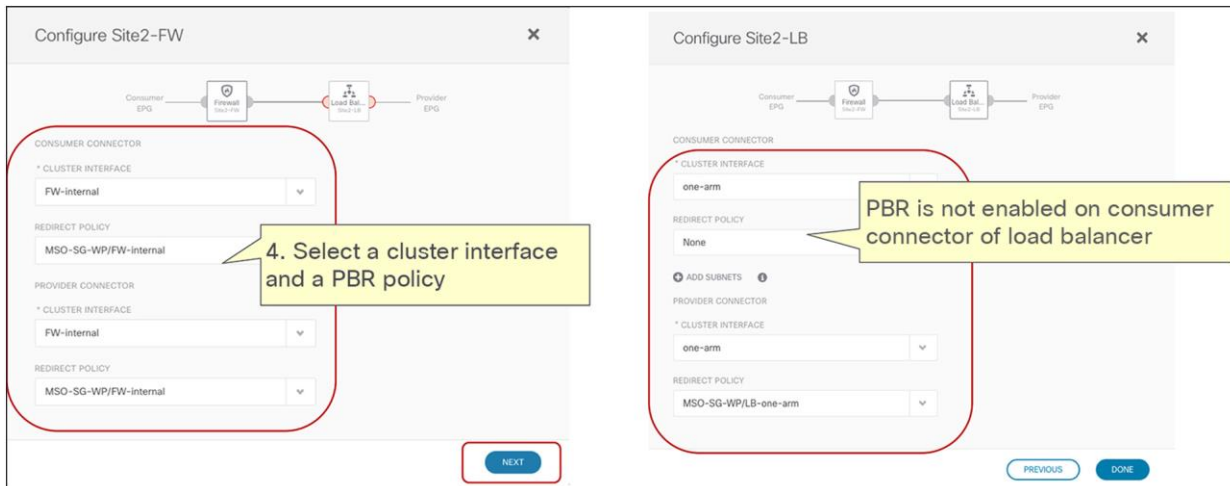 Configure Site2-FW
Consumer
EPG
Firewall
Site2-FW
Load Bal...
Site2-LB
Provider
EPG
CONSUMER CONNECTOR
* CLUSTER INTERFACE
FW-internal
REDIRECT POLICY
MSO-SG-WP/FW-internal
4. Select a cluster interface
and a PBR policy
PROVIDER CONNECTOR
* CLUSTER INTERFACE
FW-internal
REDIRECT POLICY
MSO-SG-WP/FW-internal
NEXT
Configure Site2-LB
Consumer
EPG
Firewall
Site2-FW
Load Bal...
Site2-LB
Provider
EPG
CONSUMER CONNECTOR
* CLUSTER INTERFACE
one-arm
REDIRECT POLICY
None
PBR is not enabled on consumer
connector of load balancer
ADD SUBNETS
PROVIDER CONNECTOR
* CLUSTER INTERFACE
one-arm
REDIRECT POLICY
MSO-SG-WP/LB-one-arm
PREVIOUS
DONE